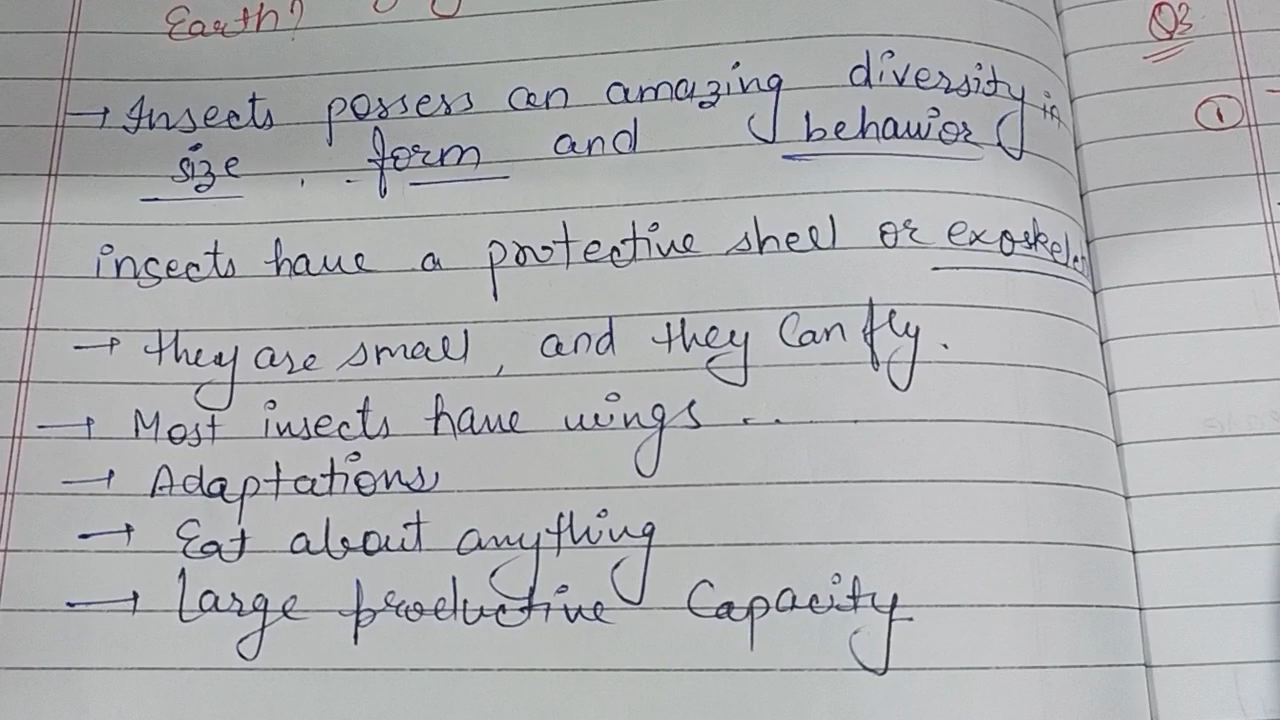 Earth?
→ Insects possess an amazing diversity in
size, form and behavior
insects have a protective shell or exoskele
→ they are small, and they can fly.
→ Most insects have wings ..
→ Adaptations
→ Eat about anything
→ Large productive Capacity
Q3
①